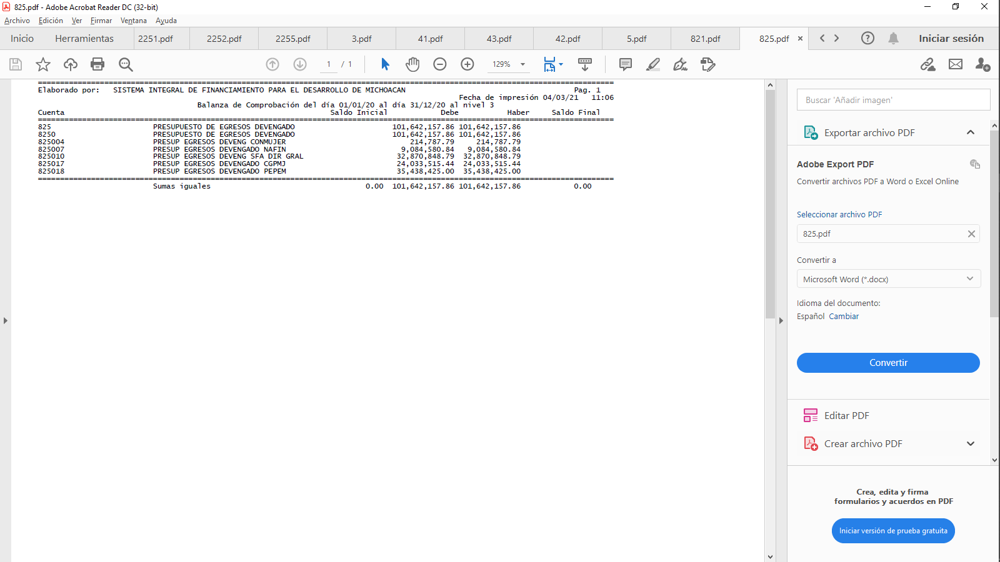 825.pdf - Adobe Acrobat Reader DC (32-bit)
Archivo Edición Ver Firmar Ventana Ayuda
Inicio Herramientas 2251.pdf 2252.pdf 2255.pdf 3.pdf 41.pdf 43.pdf 42.pdf 5.pdf 821.pdf 825.pdf Iniciar sesión
1 / 1 129%
Elaborado por: SISTEMA INTEGRAL DE FINANCIAMIENTO PARA EL DESARROLLO DE MICHOACAN Pag. 1
Fecha de impresión 04/03/21 11:06
Balanza de Comprobación del día 01/01/20 al día 31/12/20 al nivel 3
Cuenta Saldo Inicial Debe Haber Saldo Final
825 PRESUPUESTO DE EGRESOS DEVENGADO 101,642,157.86 101,642,157.86
8250 PRESUPUESTO DE EGRESOS DEVENGADO 101,642,157.86 101,642,157.86
825004 PRESUP EGRESOS DEVENG CONMUJER 214,787.79 214,787.79
825007 PRESUP EGRESOS DEVENGADO NAFIN 9,084,580.84 9,084,580.84
825010 PRESUP EGRESOS DEVENG SFA DIR GRAL 32,870,848.79 32,870,848.79
825017 PRESUP EGRESOS DEVENGADO CGPMJ 24,033,515.44 24,033,515.44
825018 PRESUP EGRESOS DEVENGADO PEPEM 35,438,425.00 35,438,425.00
Sumas iguales 0.00 101,642,157.86 101,642,157.86 0.00
Buscar 'Añadir imagen'
Exportar archivo PDF
Adobe Export PDF
Convertir archivos PDF a Word o Excel Online
Seleccionar archivo PDF
825.pdf
Convertir a
Microsoft Word (*.docx)
Idioma del documento:
Español Cambiar
Convertir
Editar PDF
Crear archivo PDF
Crea, edita y firma
formularios y acuerdos en PDF
Iniciar versión de prueba gratuita